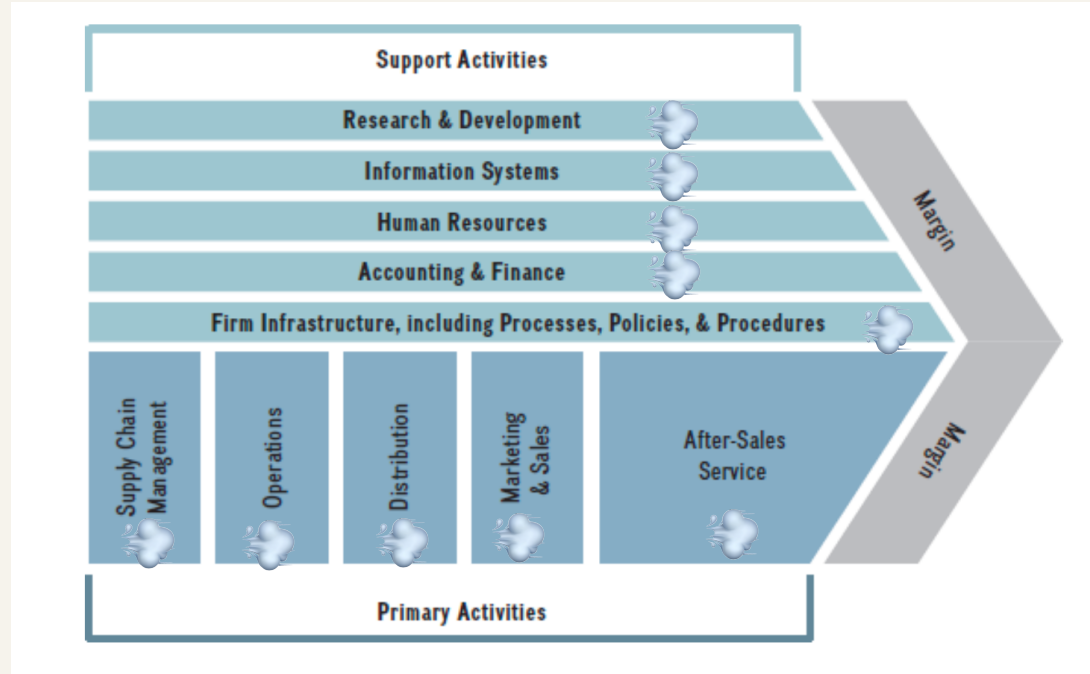 Support Activities
Research & Development
Information Systems
Human Resources
Accounting & Finance
Firm Infrastructure, including Processes, Policies, & Procedures
Margin
Supply Chain
Management
Operations
Distribution
Marketing
& Sales
After-Sales
Service
Margin
Primary Activities